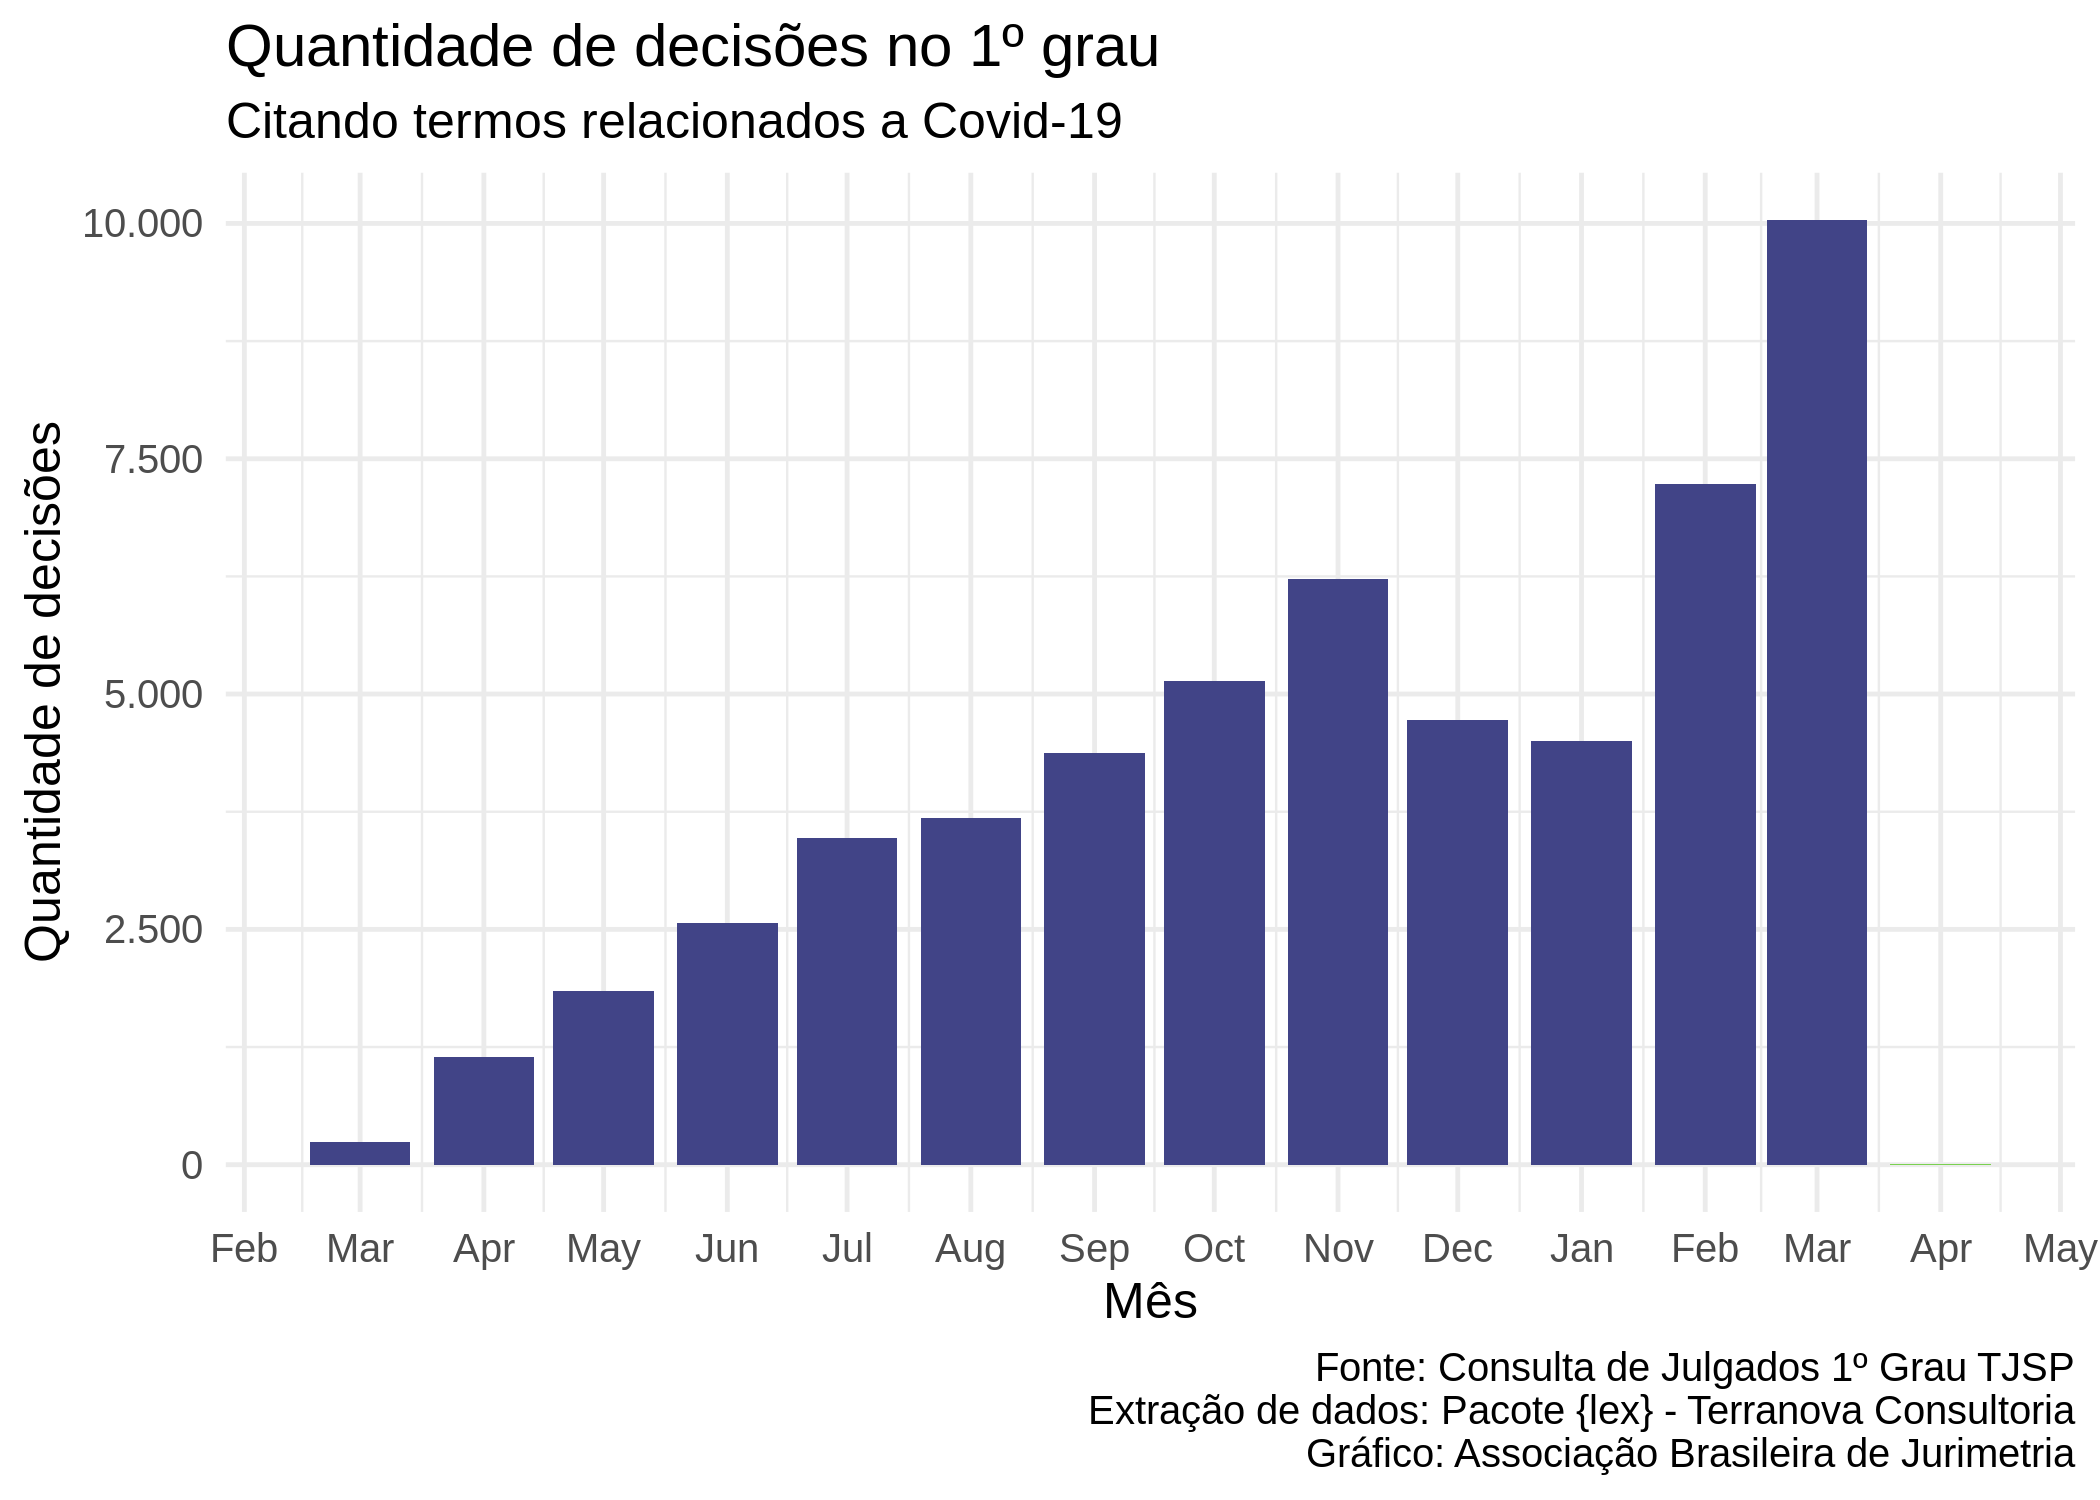 Quantidade de decisões no 1º grau
Citando termos relacionados a Covid-19
Quantidade de decisões
10.000
7.500
5.000
2.500
0
Feb Mar Apr May Jun Jul Aug Sep Oct Nov Dec Jan Feb Mar Apr May
Mês
Fonte: Consulta de Julgados 1º Grau TJSP
Extração de dados: Pacote {lex} - Terranova Consultoria
Gráfico: Associação Brasileira de Jurimetria